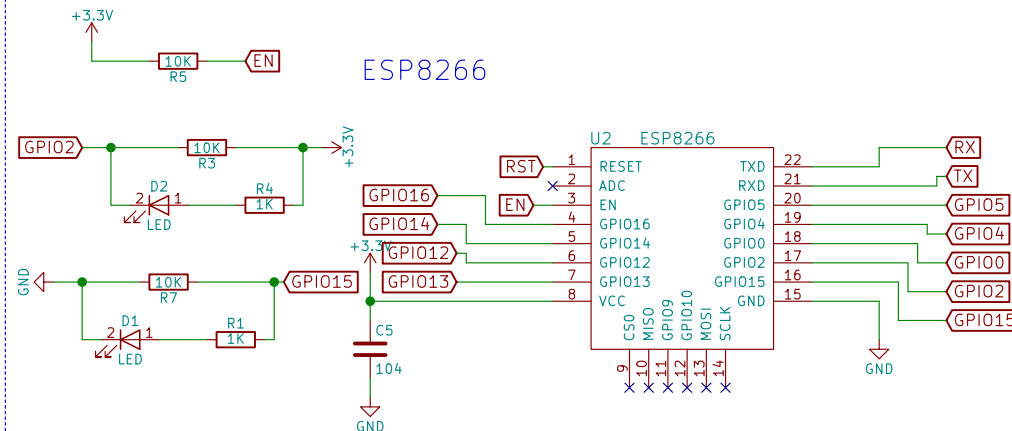 +3.3V
10K
R5
EN
ESP8266
GPIO2
10K
R3
+3.3V
D2
2 1
LED
R4
1K
GND
10K
R7
GPIO15
D1
2 1
LED
R1
1K
+3.3V
C5
104
GND
U2 ESP8266
RST 1 RESET
2 ADC
EN 3 EN
GPIO16 4 GPIO16
GPIO14 5 GPIO14
GPIO12 6 GPIO12
GPIO13 7 GPIO13
8 VCC
TXD 22 RX
RXD 21 TX
GPIO5 20 GPIO5
GPIO4 19 GPIO4
GPIO0 18 GPIO0
GPIO2 17 GPIO2
GPIO15 16 GPIO15
GND 15
GND
CS0 9
MISO 10
GPIO9 11
GPIO10 12
MOSI 13
SCLK 14